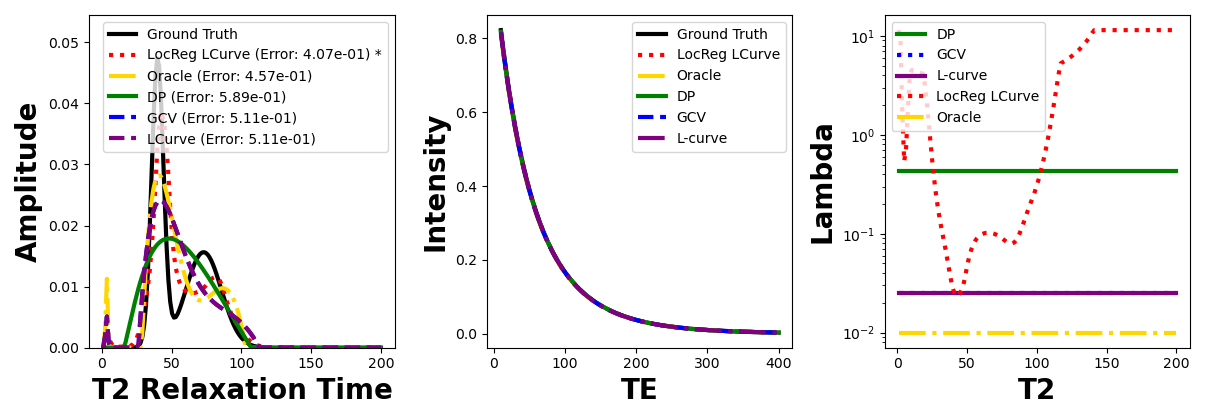 0.05
0.04
0.03
0.02
0.01
0.00
Amplitude
Ground Truth
LocReg LCurve (Error: 4.07e-01) *
Oracle (Error: 4.57e-01)
DP (Error: 5.89e-01)
GCV (Error: 5.11e-01)
LCurve (Error: 5.11e-01)
0 50 100 150 200
T2 Relaxation Time
0.8
0.6
0.4
0.2
0.0
Intensity
Ground Truth
LocReg LCurve
Oracle
DP
GCV
L-curve
0 100 200 300 400
TE
10¹
10⁰
10⁻¹
10⁻²
Lambda
DP
GCV
L-curve
LocReg LCurve
Oracle
0 50 100 150 200
T2